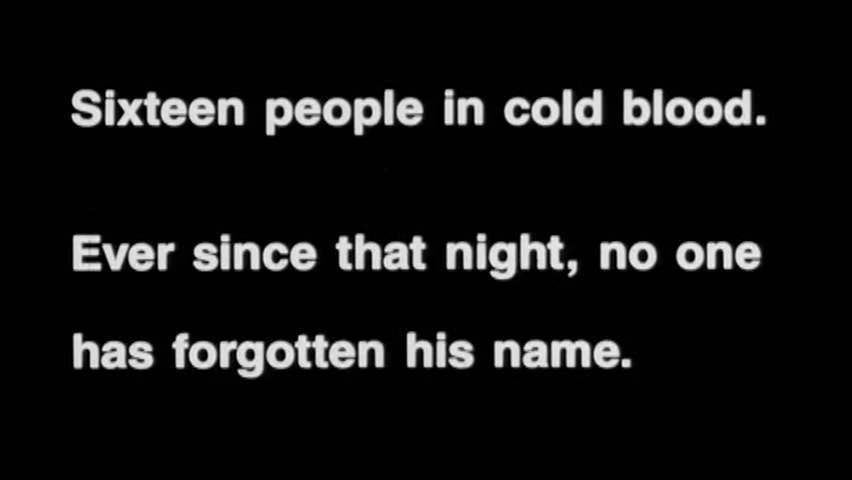 Sixteen people in cold blood.
Ever since that night, no one
has forgotten his name.